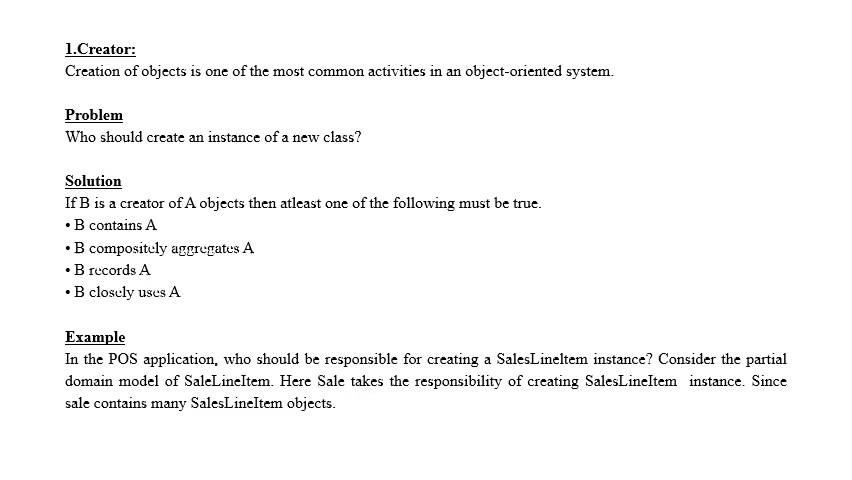 1.Creator:
Creation of objects is one of the most common activities in an object-oriented system.
Problem
Who should create an instance of a new class?
Solution
If B is a creator of A objects then atleast one of the following must be true.
• B contains A
• B compositely aggregates A
• B records A
• B closely uses A
Example
In the POS application, who should be responsible for creating a SalesLineltem instance? Consider the partial
domain model of SaleLineItem. Here Sale takes the responsibility of creating SalesLineItem instance. Since
sale contains many SalesLineItem objects.